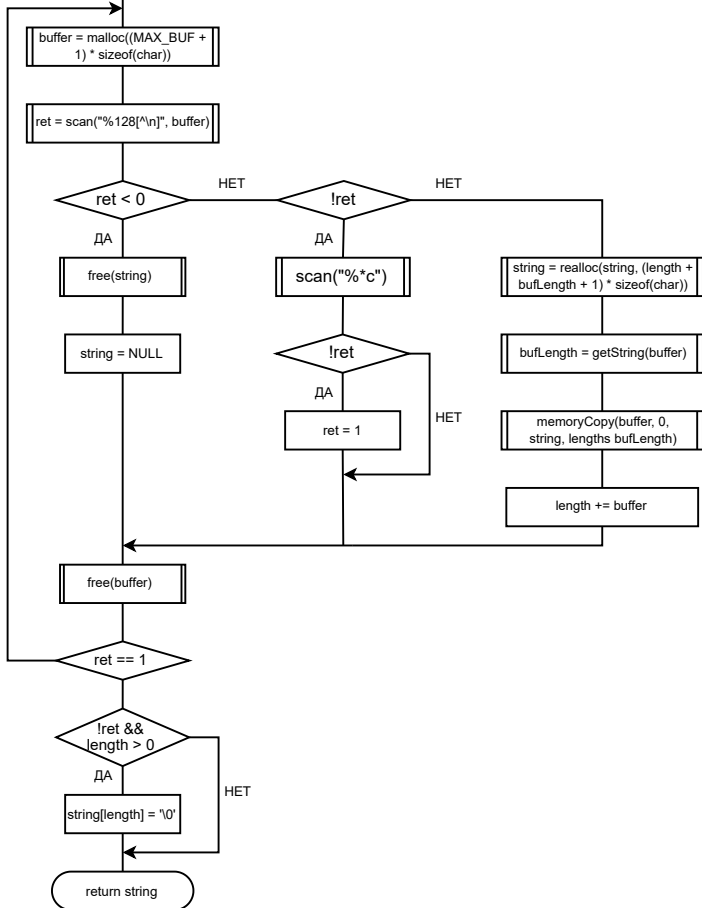 buffer = malloc((MAX_BUF +
1) * sizeof(char))
ret = scan("%128[^\n]", buffer)
ret < 0
НЕТ
!ret
НЕТ
ДА
ДА
free(string)
scan("%*c")
string = realloc(string, (length +
bufLength + 1) * sizeof(char))
string = NULL
!ret
bufLength = getString(buffer)
ДА
НЕТ
ret = 1
memoryCopy(buffer, 0,
string, lengths bufLength)
length += buffer
free(buffer)
ret == 1
!ret &&
length > 0
ДА
НЕТ
string[length] = '\0'
return string